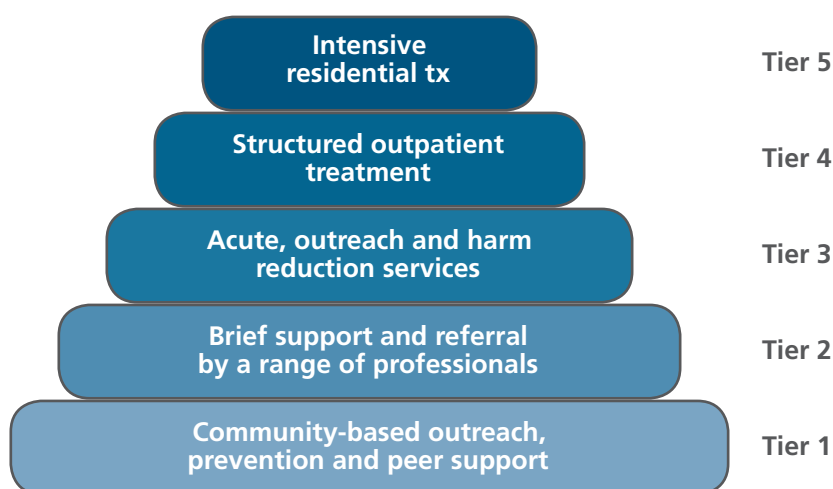 Intensive
residential tx
Tier 5
Structured outpatient
treatment
Tier 4
Acute, outreach and harm
reduction services
Tier 3
Brief support and referral
by a range of professionals
Tier 2
Community-based outreach,
prevention and peer support
Tier 1